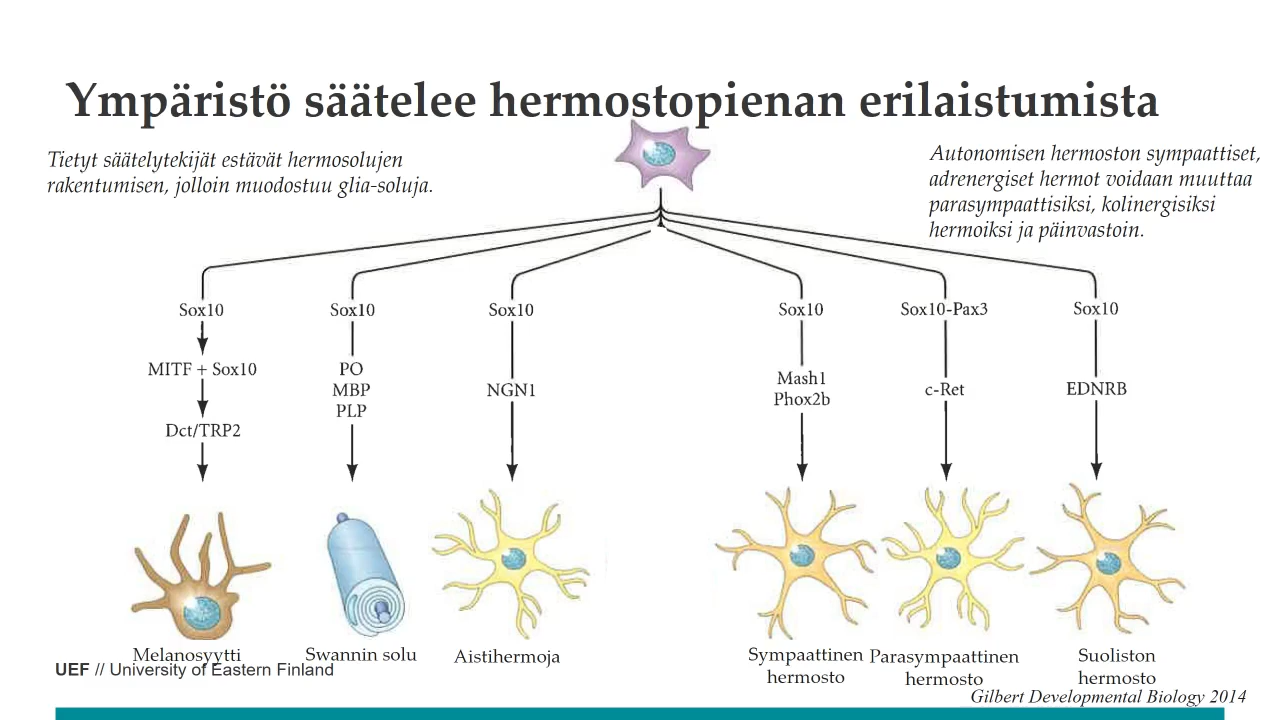 Ympäristö säätelee hermostopienan erilaistumista
Tietyt säätelytekijät estävät hermosolujen
rakentumisen, jolloin muodostuu glia-soluja.
Autonomisen hermoston sympaattiset,
adrenergiset hermot voidaan muuttaa
parasympaattisiksi, kolinergisiksi
hermoiksi ja päinvastoin.
Sox10
MITF + Sox10
Dct/TRP2
Sox10
PO
MBP
PLP
Sox10
NGN1
Sox10
Mash1
Phox2b
Sox10-Pax3
c-Ret
Sox10
EDNRB
Melanosyytti
Swannin solu
Aistihermoja
Sympaattinen
hermosto
Parasympaattinen
hermosto
Suoliston
hermosto
UEF // University of Eastern Finland
Gilbert Developmental Biology 2014